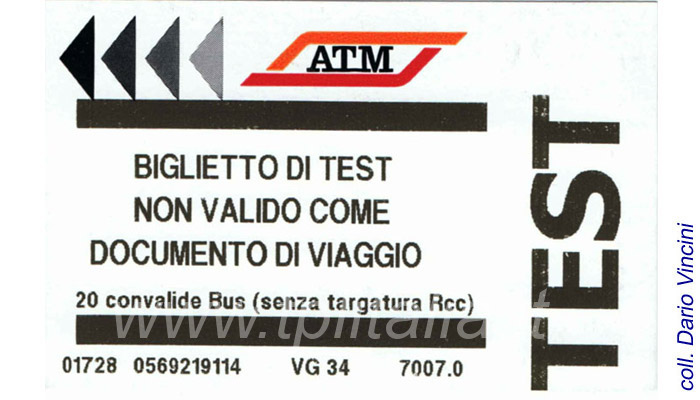 ATM
BIGLIETTO DI TEST
NON VALIDO COME
DOCUMENTO DI VIAGGIO
20 convalide Bus (senza targatura Rcc)
www.tplitalia.it
01728 0569219114 VG 34 7007.0
TEST
coll. Dario Vincini